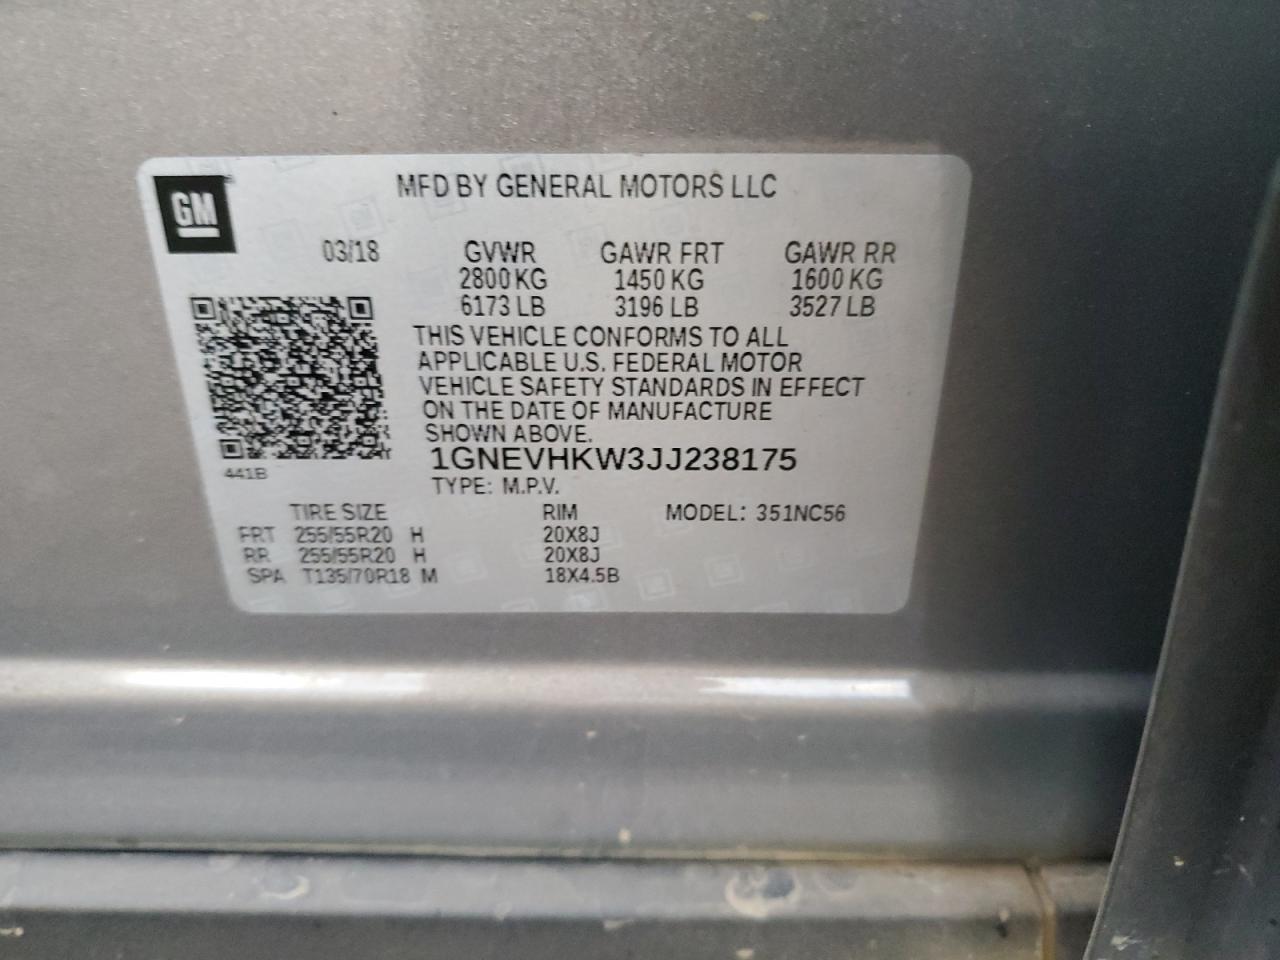 GM
MFD BY GENERAL MOTORS LLC
03/18 GVWR GAWR FRT GAWR RR
2800 KG 1450 KG 1600 KG
6173 LB 3196 LB 3527 LB
THIS VEHICLE CONFORMS TO ALL
APPLICABLE U.S. FEDERAL MOTOR
VEHICLE SAFETY STANDARDS IN EFFECT
ON THE DATE OF MANUFACTURE
SHOWN ABOVE.
441B
1GNEVHKW3JJ238175
TYPE: M.P.V.
TIRE SIZE RIM MODEL: 351NC56
FRT 255/55R20 H 20X8J
RR 255/55R20 H 20X8J
SPA T135/70R18 M 18X4.5B